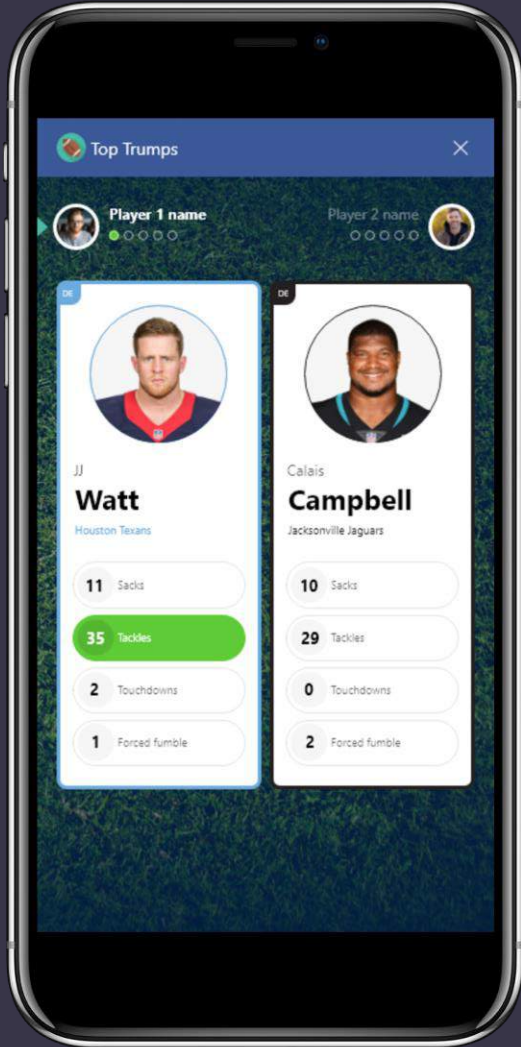 Top Trumps
Player 1 name
Player 2 name
DE
JJ
Watt
Houston Texans
11 Sacks
35 Tackles
2 Touchdowns
1 Forced fumble
DE
Calais
Campbell
Jacksonville Jaguars
10 Sacks
29 Tackles
0 Touchdowns
2 Forced fumble